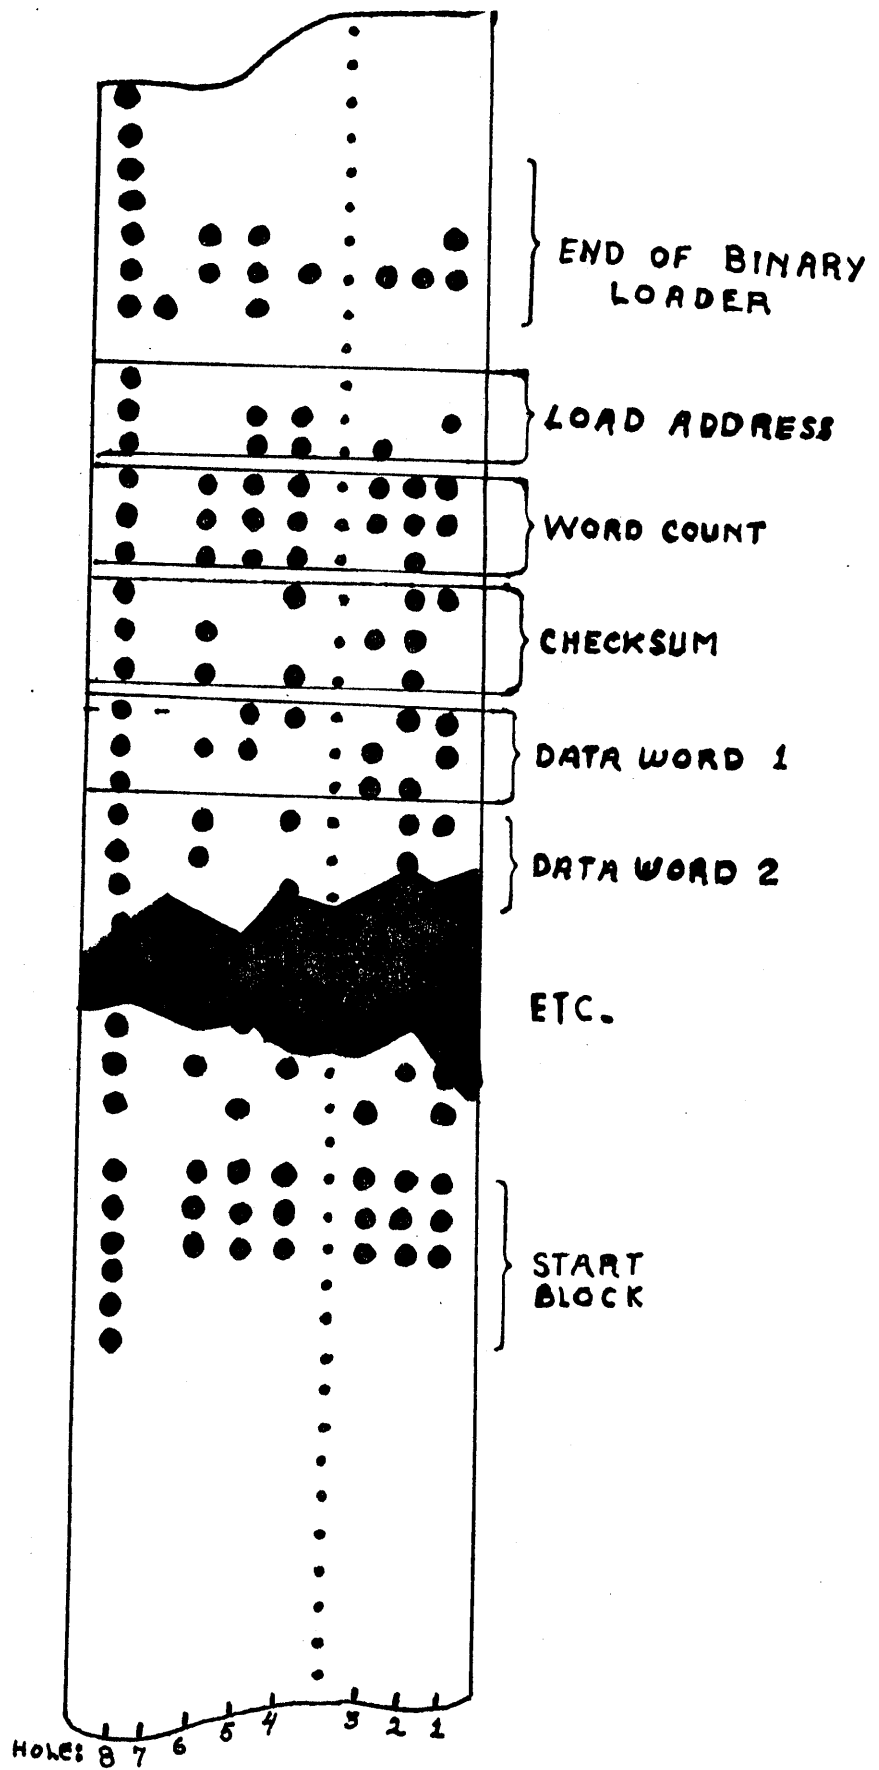 END OF BINARY
LOADER
LOAD ADDRESS
WORD COUNT
CHECKSUM
DATA WORD 1
DATA WORD 2
ETC.
START
BLOCK
HOLE: 8 7 6 5 4 3 2 1